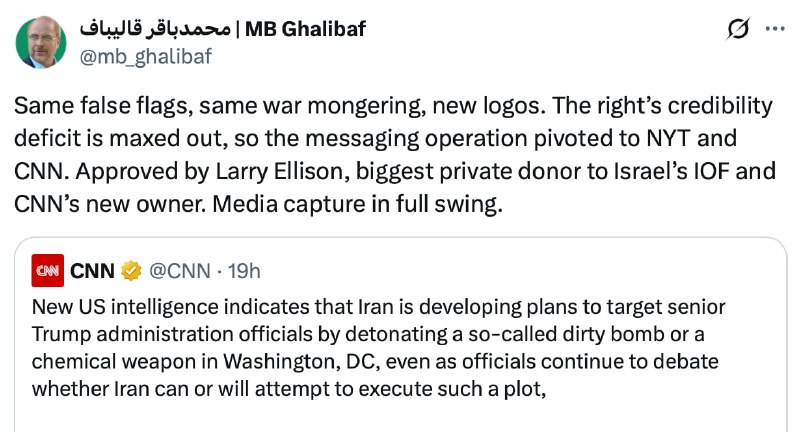 محمدباقر قالیباف | MB Ghalibaf
@mb_ghalibaf
Same false flags, same war mongering, new logos. The right’s credibility
deficit is maxed out, so the messaging operation pivoted to NYT and
CNN. Approved by Larry Ellison, biggest private donor to Israel’s IOF and
CNN’s new owner. Media capture in full swing.
CNN CNN @CNN · 19h
New US intelligence indicates that Iran is developing plans to target senior
Trump administration officials by detonating a so-called dirty bomb or a
chemical weapon in Washington, DC, even as officials continue to debate
whether Iran can or will attempt to execute such a plot,